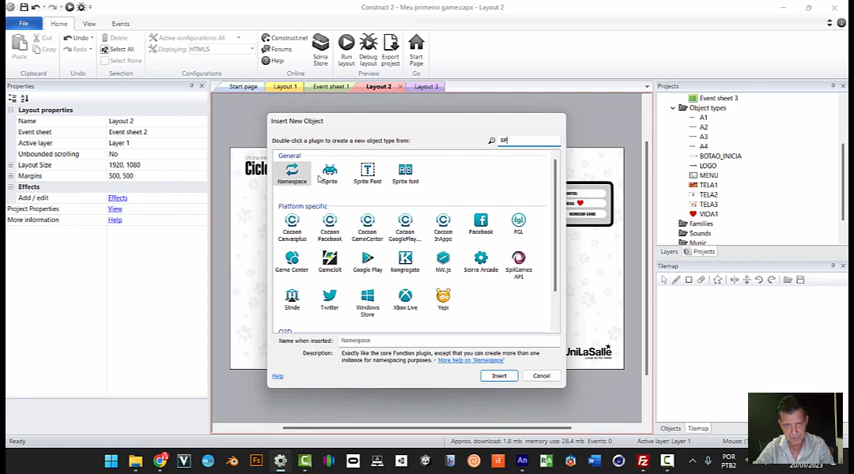 Construct 2 - Meu primeiro game.capx - Layout 2
File
Home
View
Events
Paste
Cut
Copy
Clipboard
Undo
Redo
Undo
Delete
Select All
Select None
Selection
Active configurations: All
Displaying: HTML5
Configurations
Construct.net
Forums
Help
Online
Scirra Store
Run layout
Debug layout
Export project
Preview
Start Page
Go
Properties
Layout properties
Name Layout 2
Event sheet Event sheet 2
Active layer Layer 1
Unbounded scrolling No
Layout Size 1920, 1080
Margins 500, 500
Effects
Add / edit Effects
Project Properties View
More information Help
Start page
Layout 1
Event sheet 1
Layout 2
Layout 3
Insert New Object
Double-click a plugin to create a new object type from:
SP
General
Namespace
Sprite
Sprite Font
Sprite font
Platform specific
Cocoon Canvasplus
Cocoon Facebook
Cocoon GameCenter
Cocoon GooglePlay...
Cocoon InApps
Facebook
FGL
Game Center
GameJolt
Google Play
Kongregate
NW.js
Scirra Arcade
SpilGames API
Stride
Twitter
Windows Store
Xbox Live
Yepi
Name when inserted: Namespace
Description: Exactly like the core Function plugin, except that you can create more than one
instance for namespacing purposes. - More help on 'Namespace'
Help
Insert
Cancel
REINICIAR GAME
UniLaSalle
Projects
Event sheet 3
Object types
A1
A2
A3
A4
BOTAO_INICIA
LOGO
MENU
TELA1
TELA2
TELA3
VIDA1
Families
Sounds
Music
Layers
Projects
Tilemap
Objects
Tilemap
Ready
Approx. download: 1.8 mb
memory use: 28.4 mb
Events: 0
Active layer: Layer 1
Mouse: (
POR
PTB2
20/01/2023